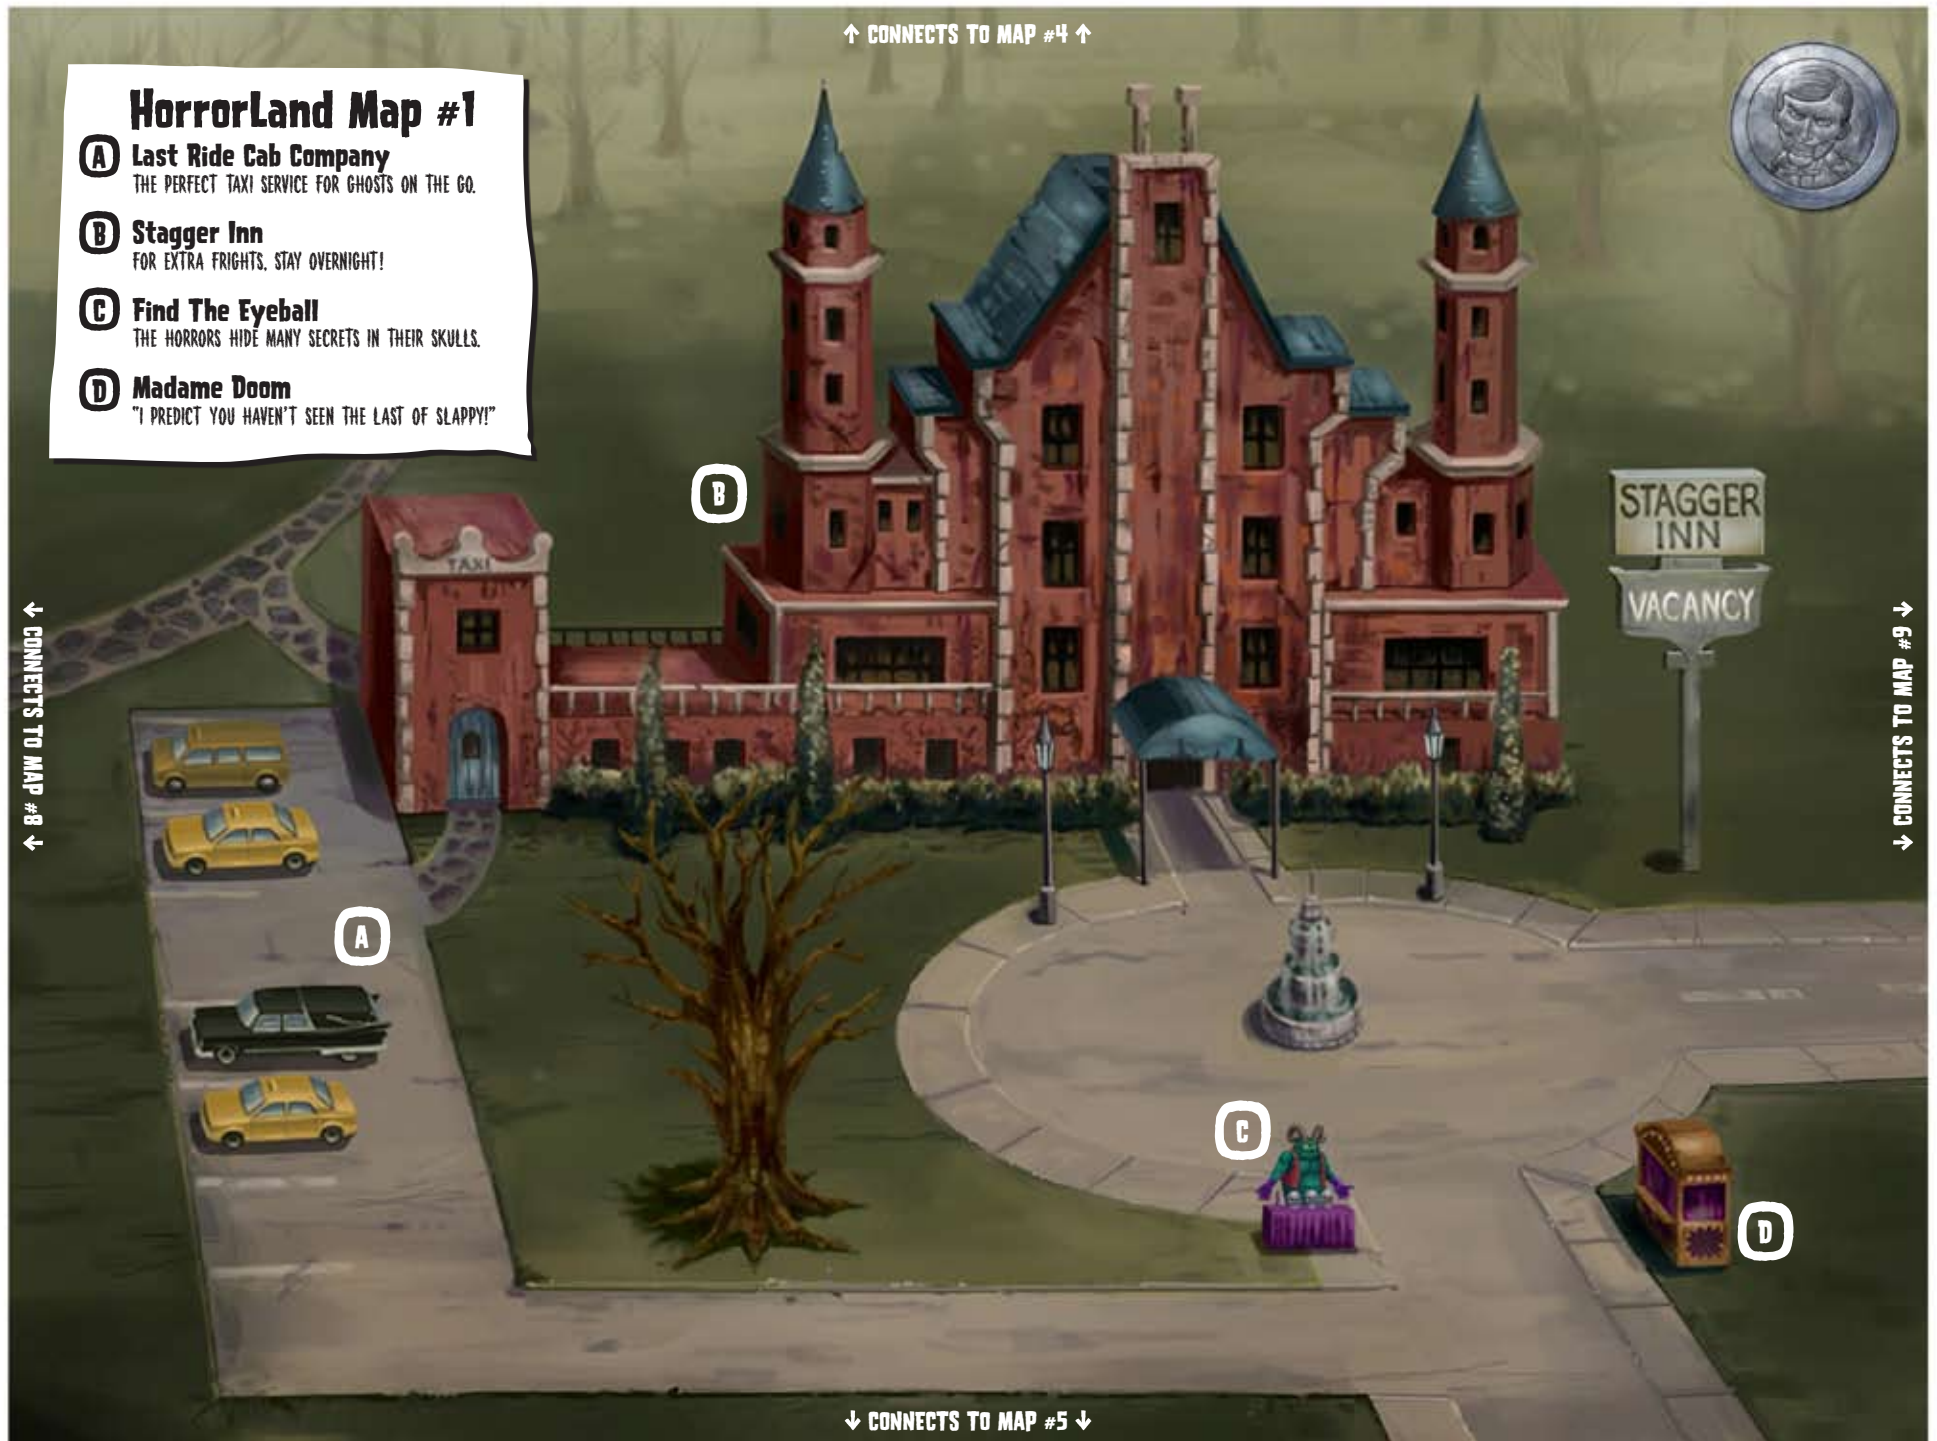 ↑ CONNECTS TO MAP #4 ↑
HorrorLand Map #1
A Last Ride Cab Company
THE PERFECT TAXI SERVICE FOR GHOSTS ON THE GO.
B Stagger Inn
FOR EXTRA FRIGHTS, STAY OVERNIGHT!
C Find The Eyeball
THE HORRORS HIDE MANY SECRETS IN THEIR SKULLS.
D Madame Doom
"I PREDICT YOU HAVEN'T SEEN THE LAST OF SLAPPY!"
B
STAGGER
INN
TAXI
VACANCY
↓ CONNECTS TO MAP #8 ↓
↓ CONNECTS TO MAP #9 ↓
A
C
D
↓ CONNECTS TO MAP #5 ↓